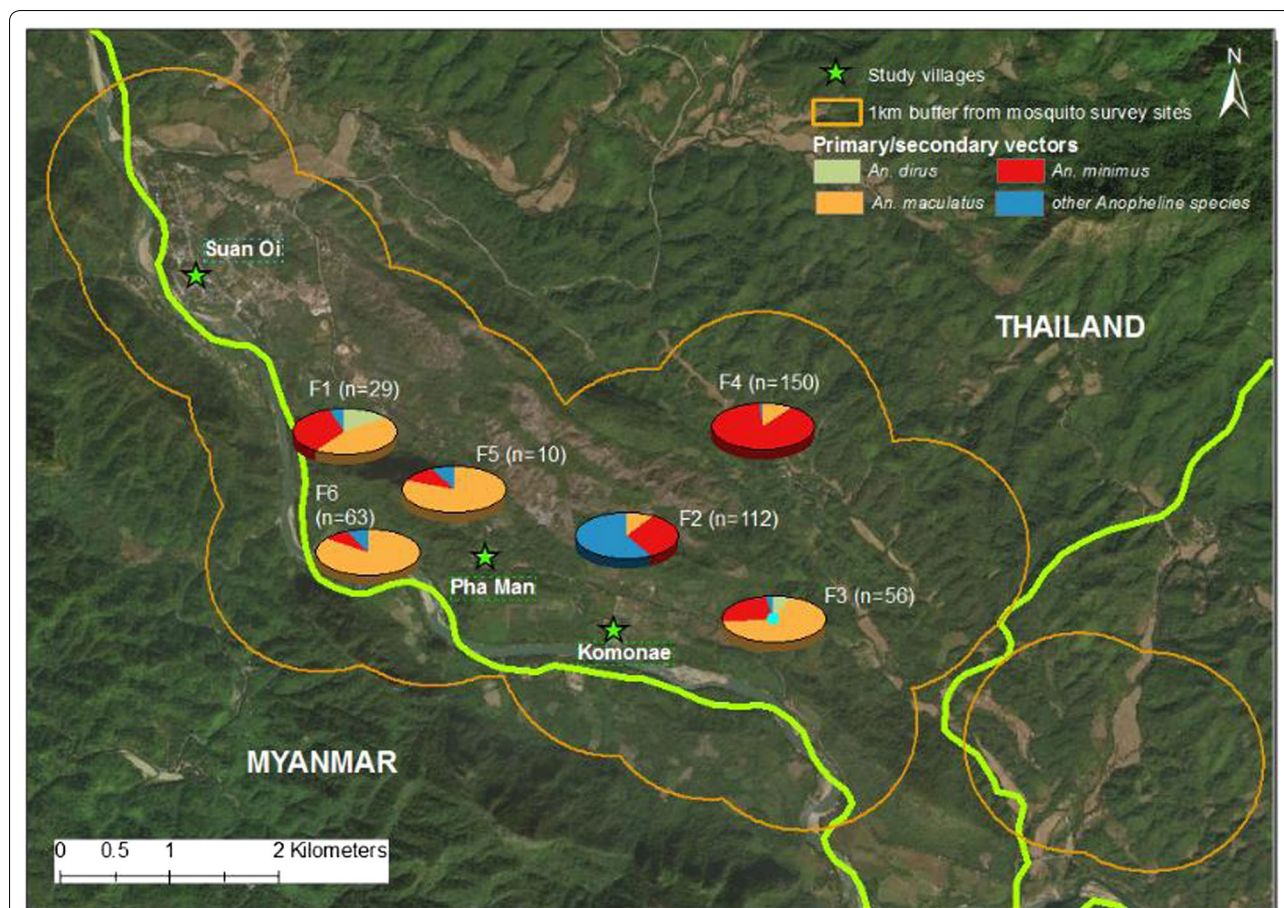 N
Study villages
1km buffer from mosquito survey sites
Primary/secondary vectors
An. dirus
An. minimus
An. maculatus
other Anopheline species
Suan Oi
THAILAND
F1 (n=29)
F4 (n=150)
F5 (n=10)
F6
(n=63)
F2 (n=112)
Pha Man
F3 (n=56)
Komonae
MYANMAR
0 0.5 1 2 Kilometers